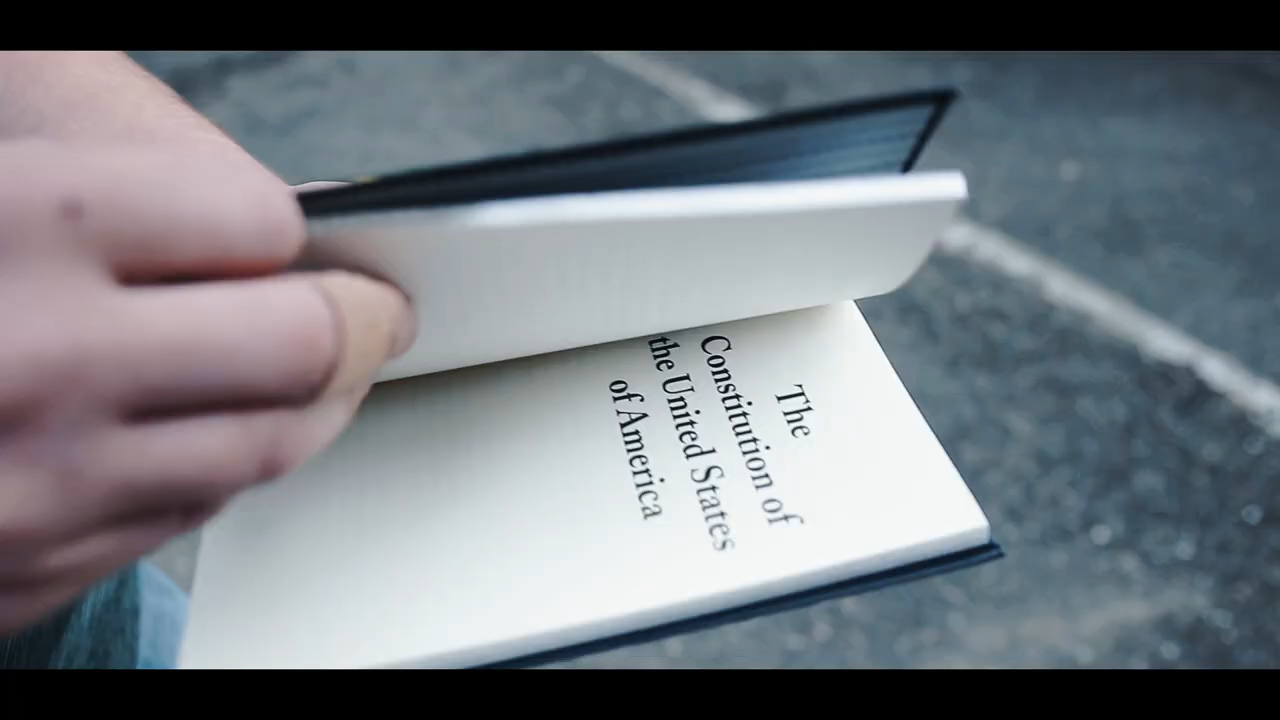 The
Constitution of
the United States
of America